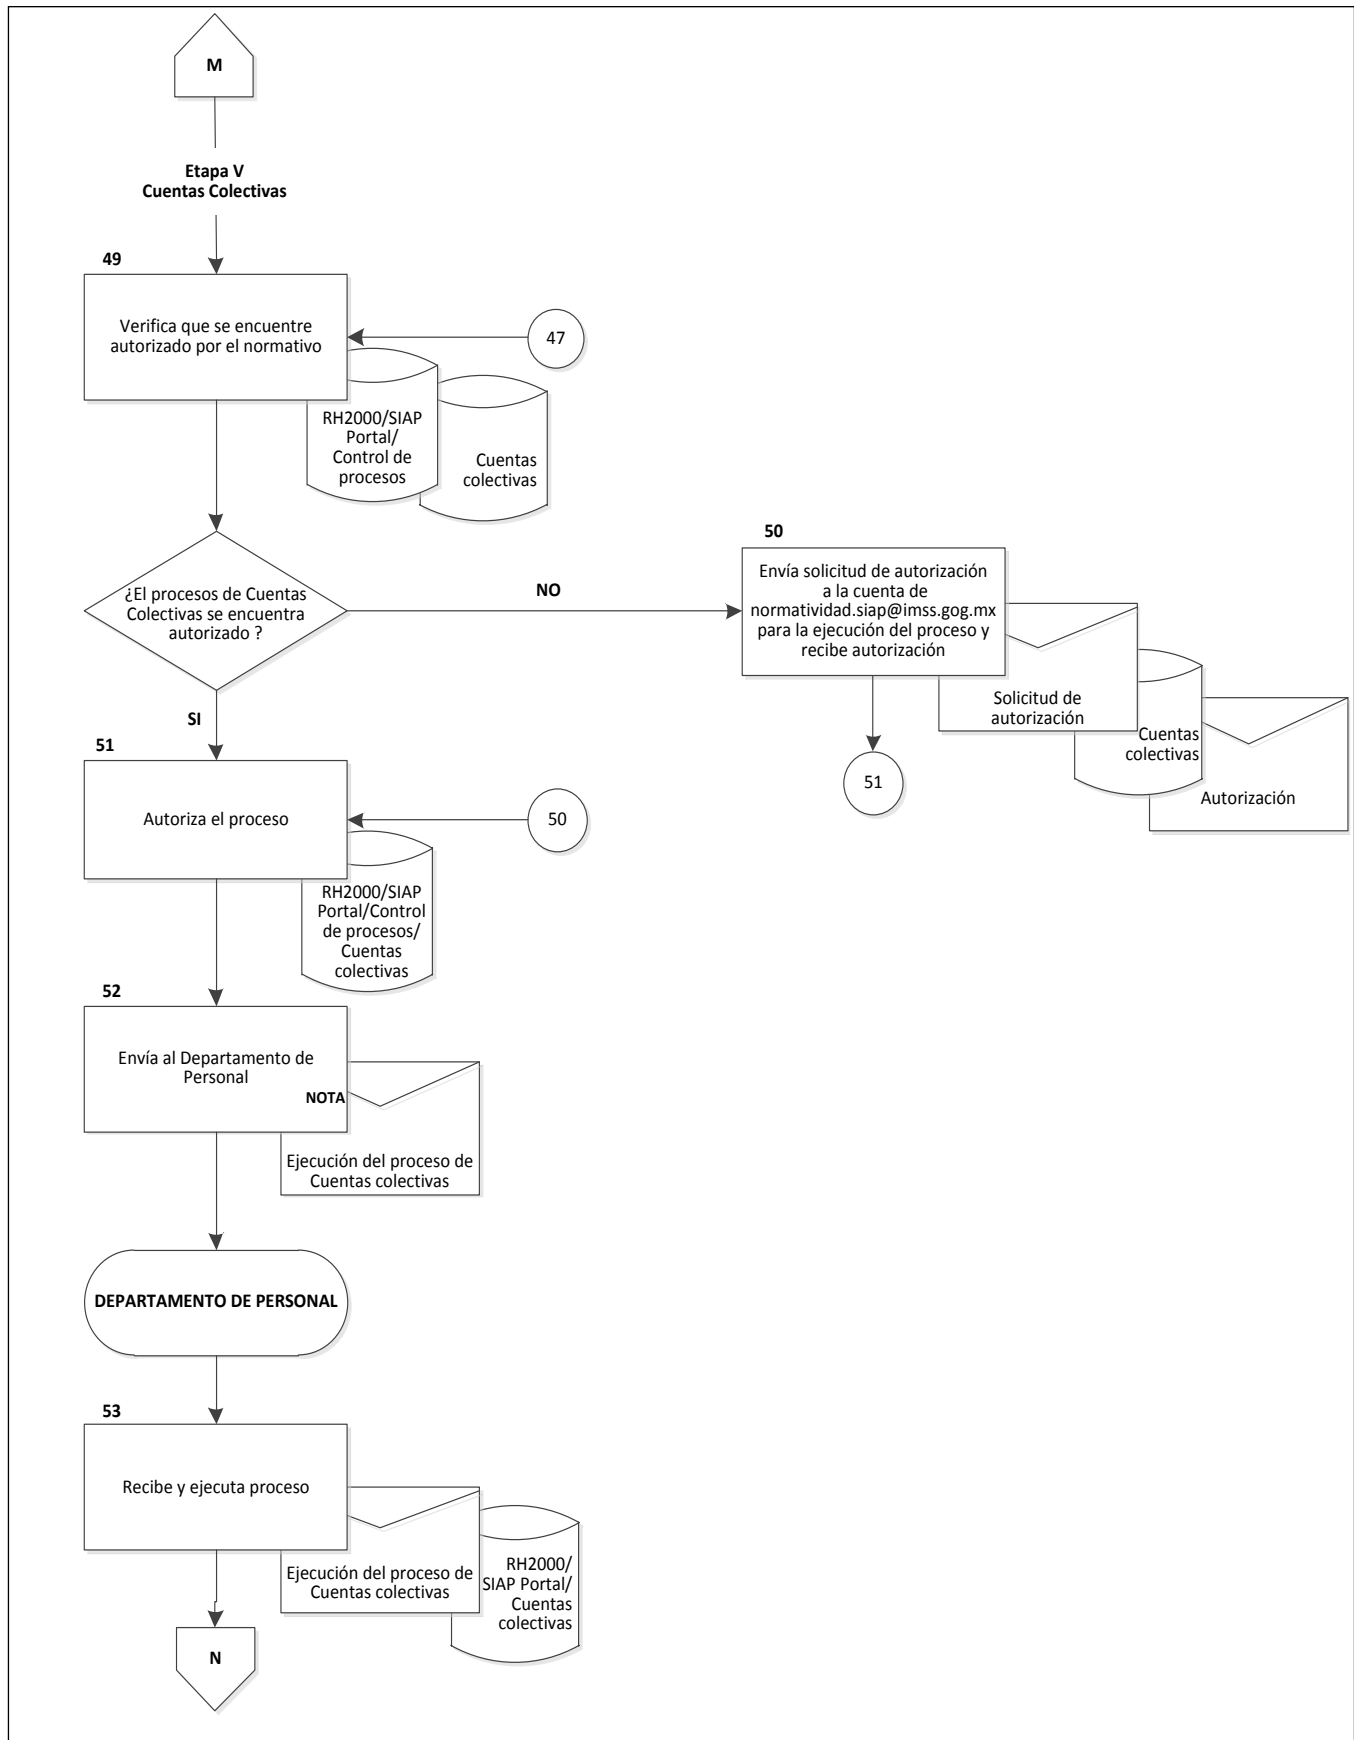 M
Etapa V
Cuentas Colectivas
49
Verifica que se encuentre
autorizado por el normativo
47
RH2000/SIAP
Portal/
Control de
procesos
Cuentas
colectivas
¿El procesos de Cuentas
Colectivas se encuentra
autorizado ?
NO
50
Envía solicitud de autorización
a la cuenta de
normatividad.siap@imss.gog.mx
para la ejecución del proceso y
recibe autorización
Solicitud de
autorización
Cuentas
colectivas
Autorización
51
SI
51
Autoriza el proceso
50
RH2000/SIAP
Portal/Control
de procesos/
Cuentas
colectivas
52
Envía al Departamento de
Personal
NOTA
Ejecución del proceso de
Cuentas colectivas
DEPARTAMENTO DE PERSONAL
53
Recibe y ejecuta proceso
Ejecución del proceso de
Cuentas colectivas
RH2000/
SIAP Portal/
Cuentas
colectivas
N